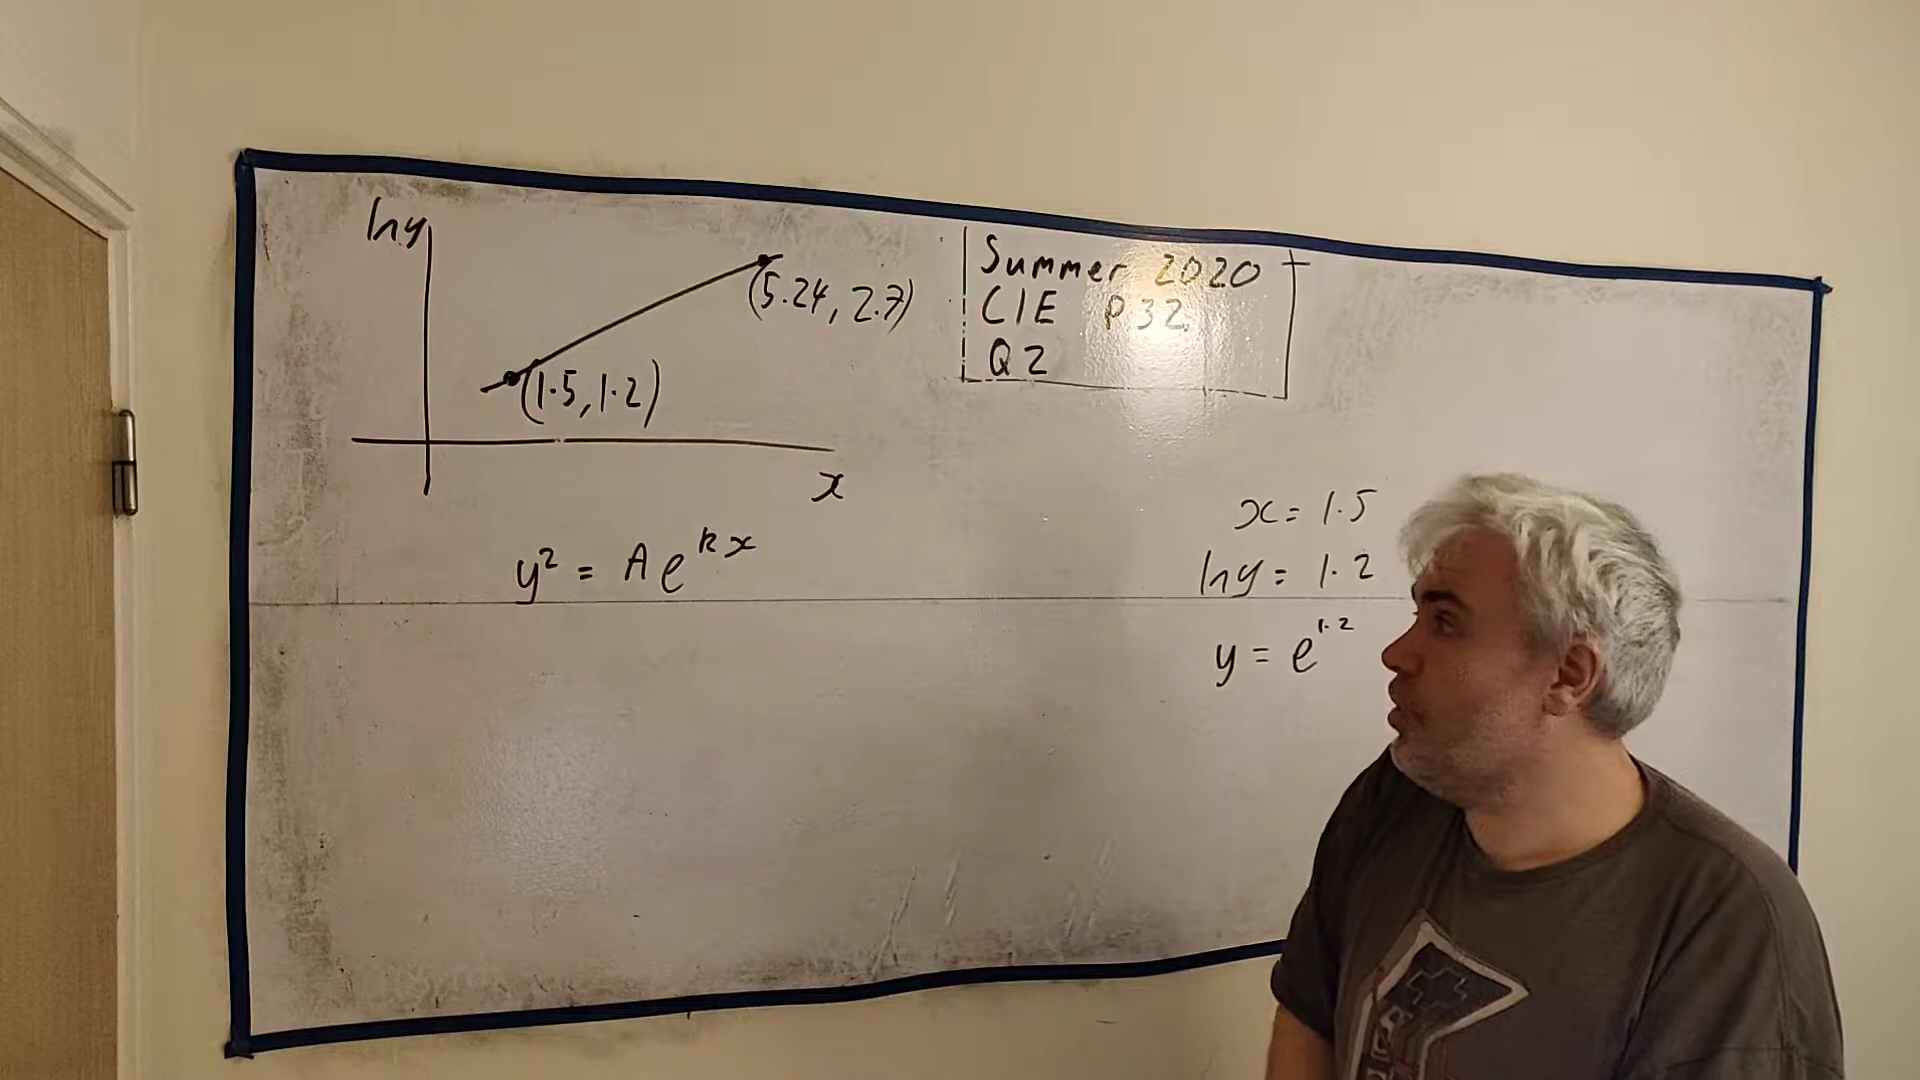 ln y
(5.24, 2.7)
(1.5, 1.2)
x
y² = Ae^{kx}
Summer 2020
CIE P32
Q2
x = 1.5
ln y = 1.2
y = e^{1.2}